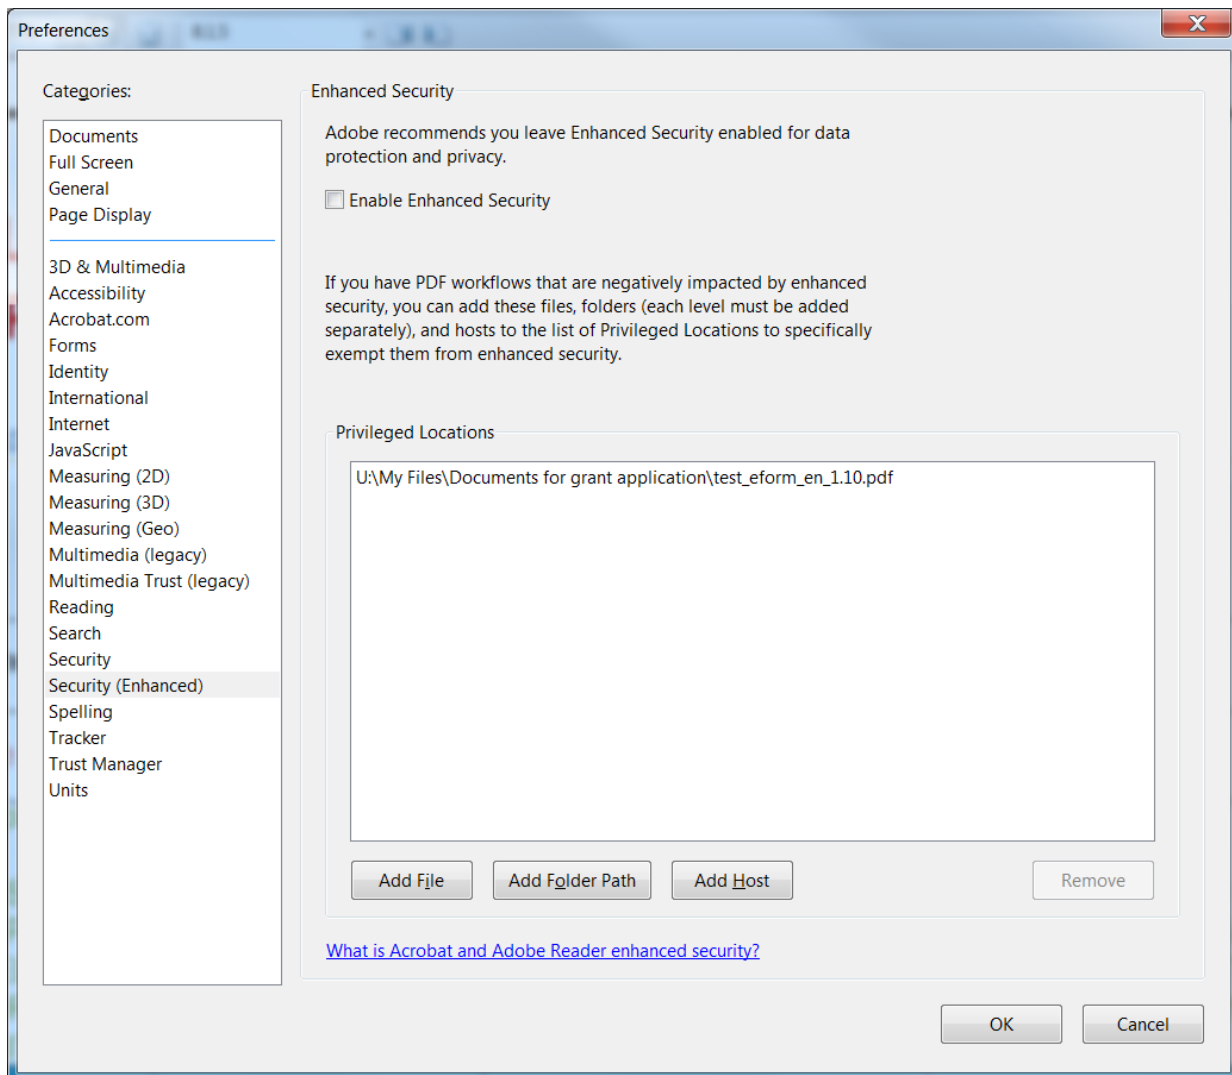 Preferences
Categories:
Documents
Full Screen
General
Page Display
3D & Multimedia
Accessibility
Acrobat.com
Forms
Identity
International
Internet
JavaScript
Measuring (2D)
Measuring (3D)
Measuring (Geo)
Multimedia (legacy)
Multimedia Trust (legacy)
Reading
Search
Security
Security (Enhanced)
Spelling
Tracker
Trust Manager
Units
Enhanced Security
Adobe recommends you leave Enhanced Security enabled for data
protection and privacy.
Enable Enhanced Security
If you have PDF workflows that are negatively impacted by enhanced
security, you can add these files, folders (each level must be added
separately), and hosts to the list of Privileged Locations to specifically
exempt them from enhanced security.
Privileged Locations
U:\My Files\Documents for grant application\test_eform_en_1.10.pdf
Add File Add Folder Path Add Host Remove
What is Acrobat and Adobe Reader enhanced security?
OK Cancel